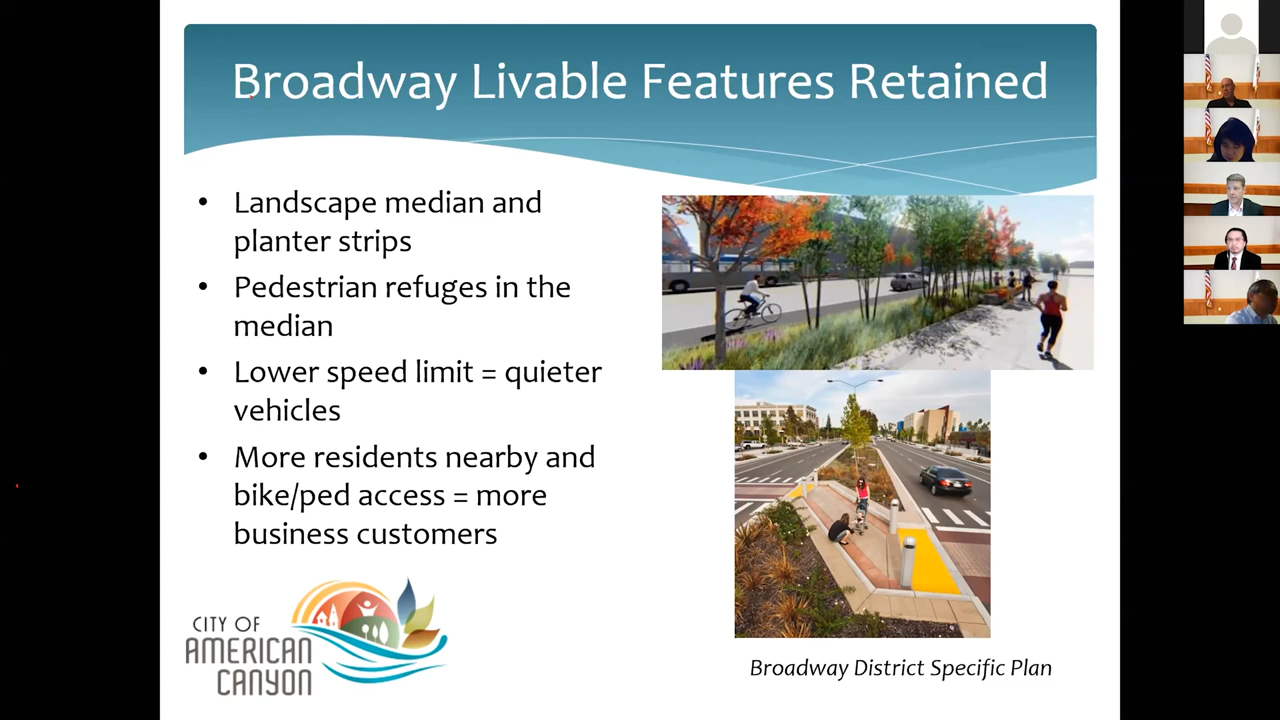 Broadway Livable Features Retained
• Landscape median and
planter strips
• Pedestrian refuges in the
median
• Lower speed limit = quieter
vehicles
• More residents nearby and
bike/ped access = more
business customers
CITY OF
AMERICAN
CANYON
Broadway District Specific Plan